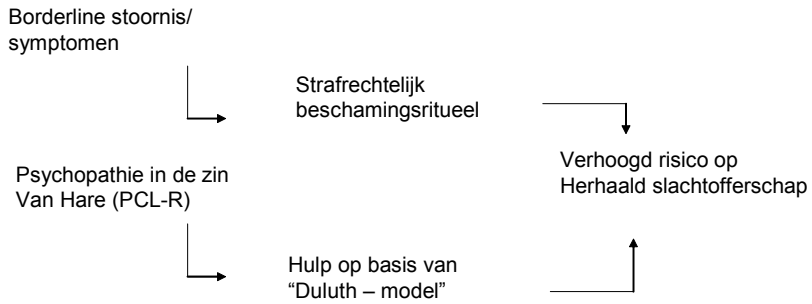 Borderline stoornis/
symptomen
Strafrechtelijk
beschamingsritueel
Psychopathie in de zin
Van Hare (PCL-R)
Verhoogd risico op
Herhaald slachtofferschap
Hulp op basis van
“Duluth – model”